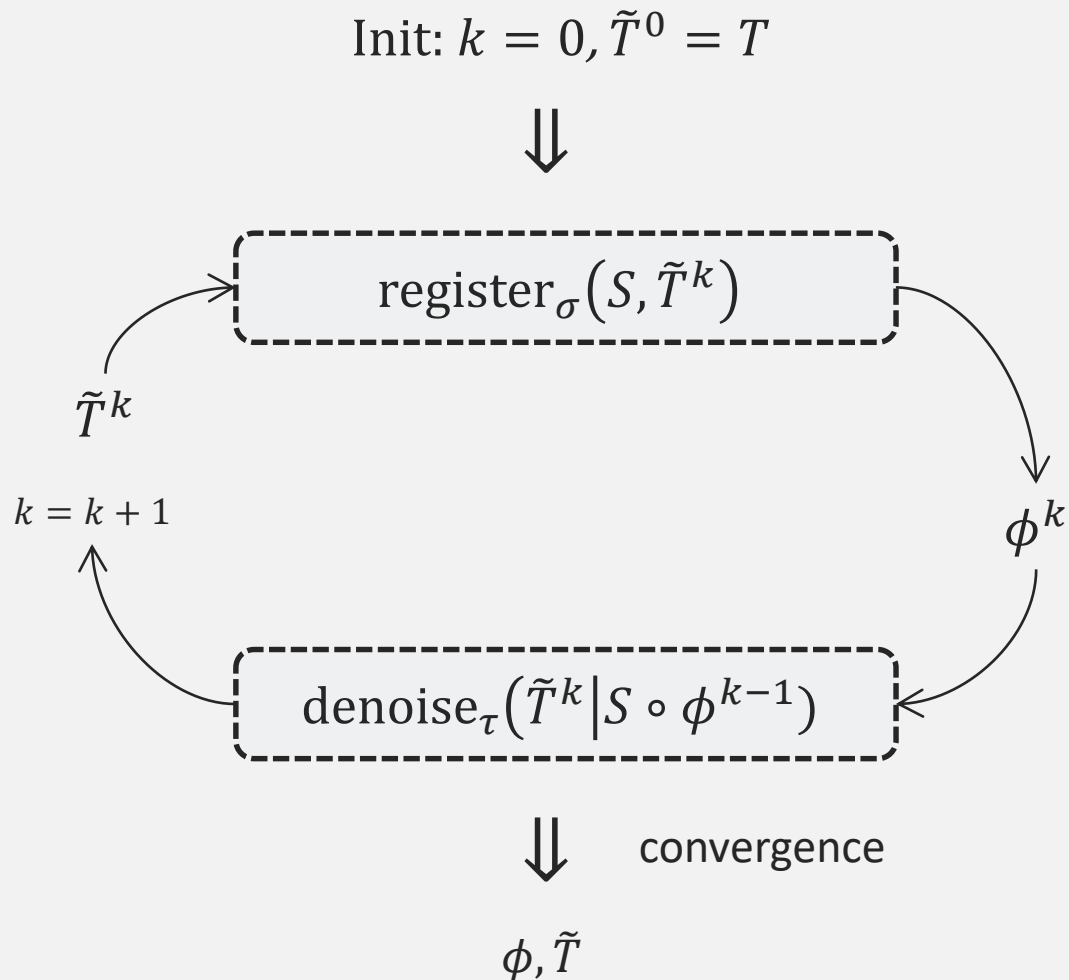 Init: k = 0, T̃⁰ = T
⇓
register_σ(S, T̃ᵏ)
T̃ᵏ
k = k + 1
ϕᵏ
denoise_τ(T̃ᵏ|S ∘ ϕᵏ⁻¹)
⇓ convergence
ϕ, T̃